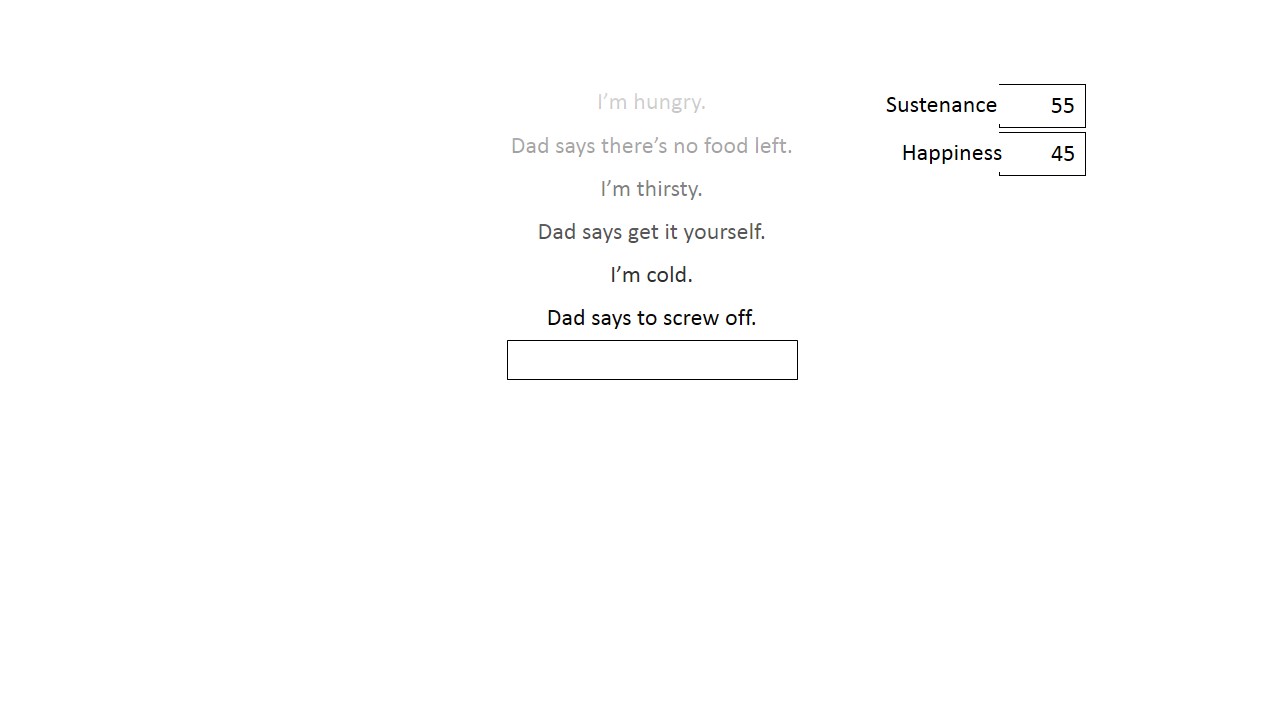 I’m hungry.
Dad says there’s no food left.
I’m thirsty.
Dad says get it yourself.
I’m cold.
Dad says to screw off.
Sustenance 55
Happiness 45